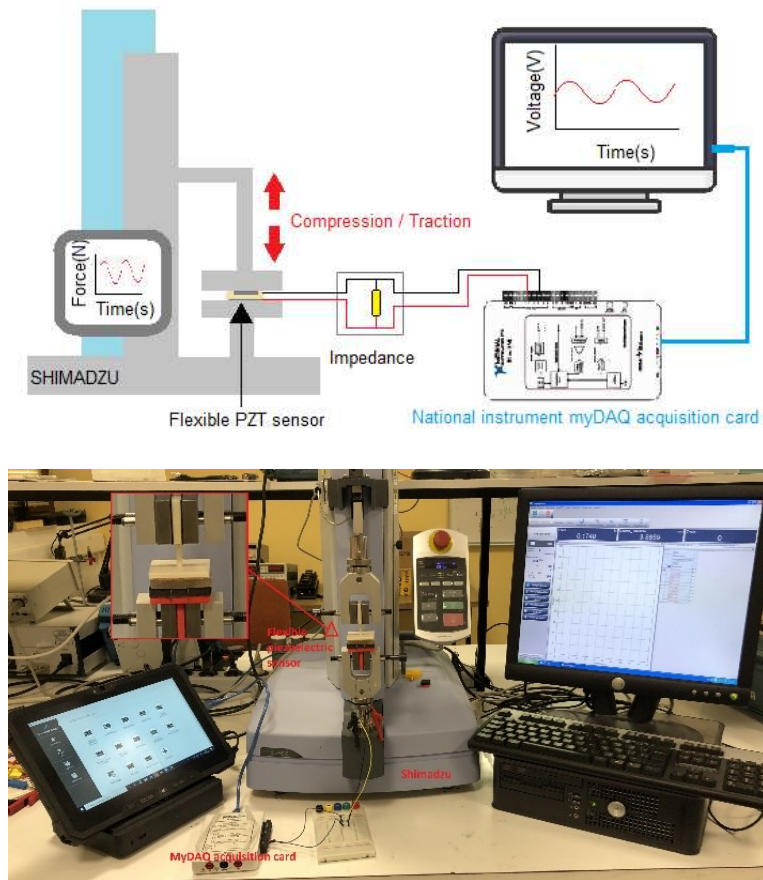 Voltage(V)
Time(s)
Compression / Traction
Force(N)
Time(s)
Impedance
SHIMADZU
Flexible PZT sensor
National instrument myDAQ acquisition card
Flexible
piezoelectric
sensor
Shimadzu
MyDAQ acquisition card